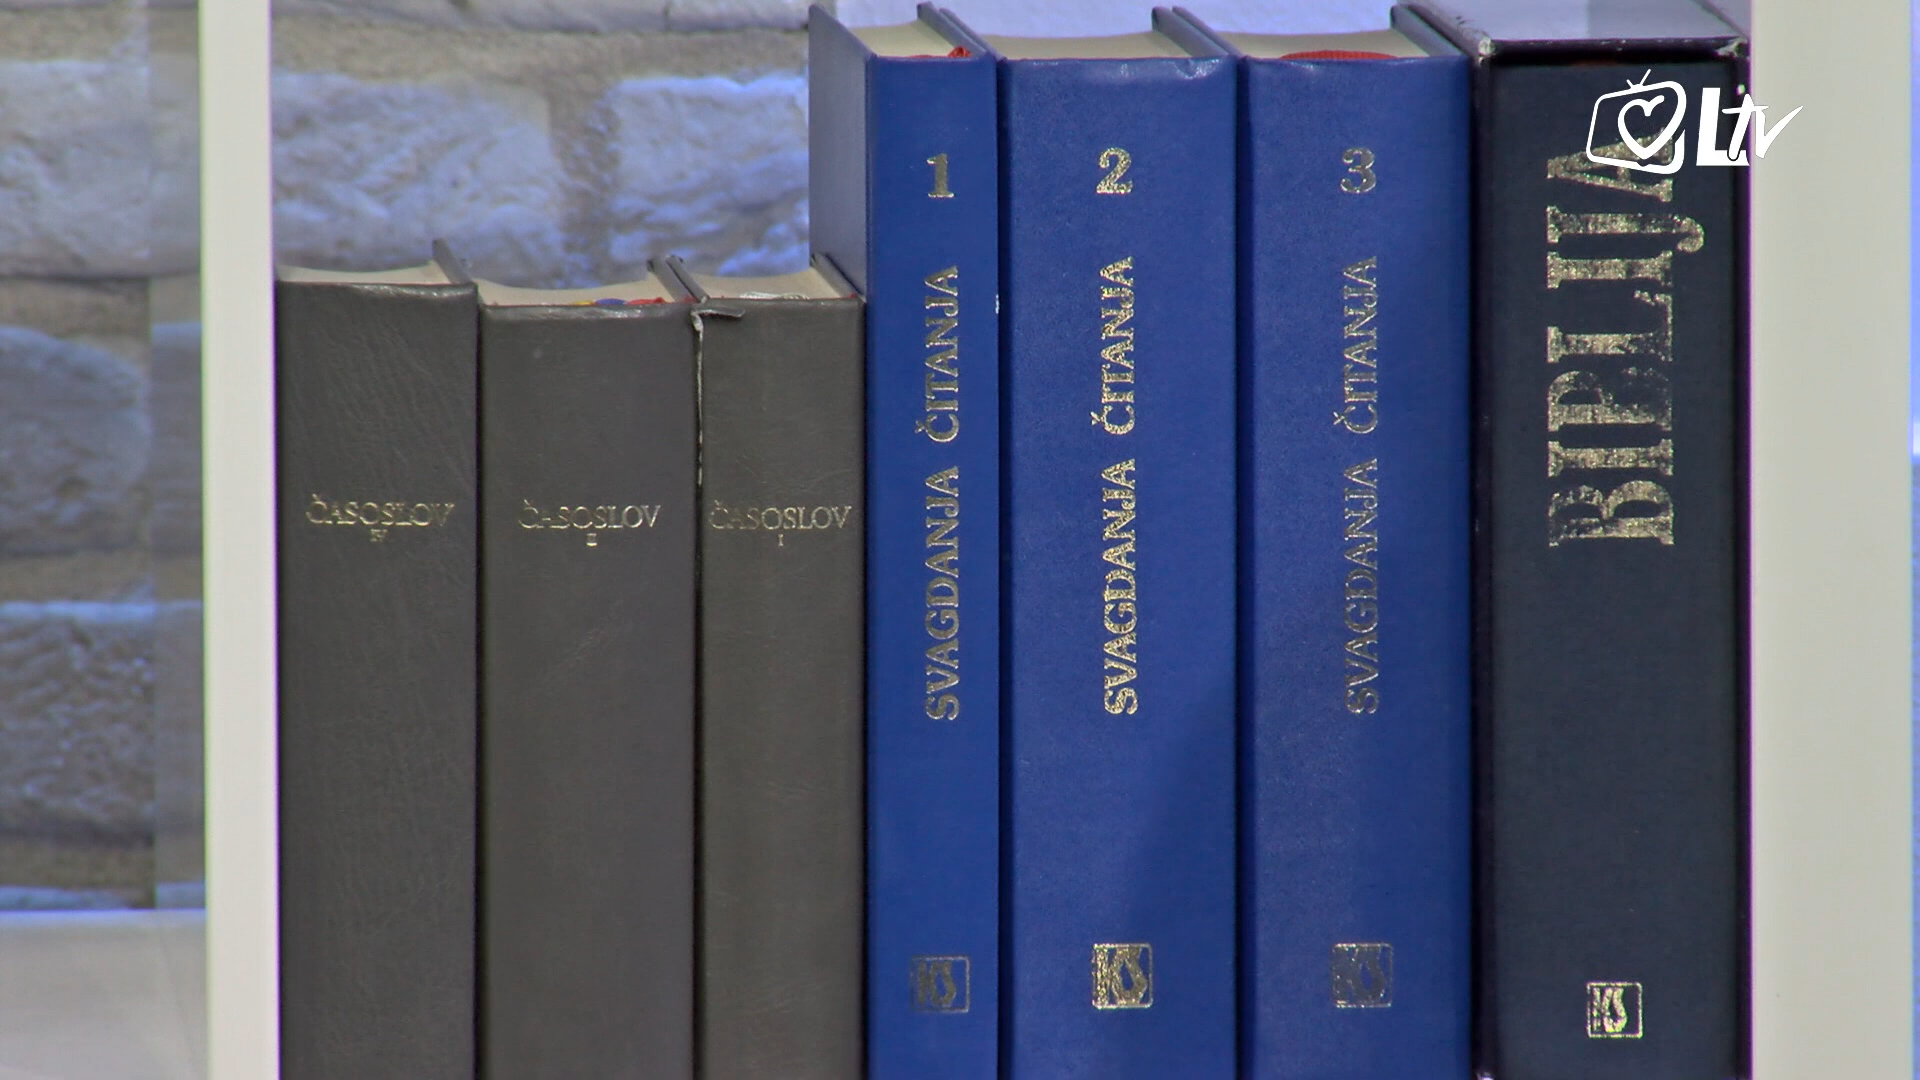 ČASOSLOV
IV
ČASOSLOV
II
ČASOSLOV
I
1
SVAGDANJA ČITANJA
KS
2
SVAGDANJA ČITANJA
KS
3
SVAGDANJA ČITANJA
KS
BIBLIJA
KS
LTV